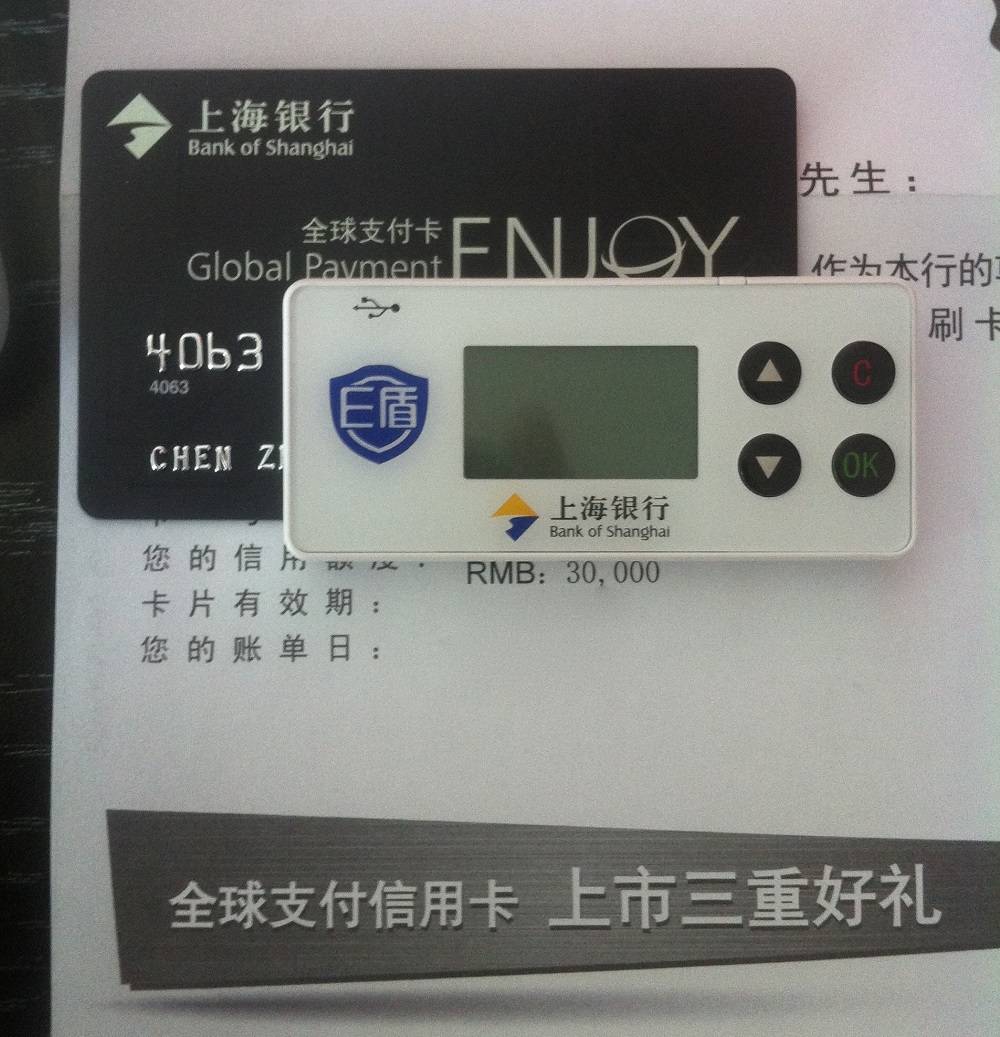 上海银行
Bank of Shanghai
先生：
全球支付卡 ENJOY
Global Payment
作为本行的
刷卡
4063
4063
CHEN
E盾
C
OK
上海银行
Bank of Shanghai
您的信用额度：
RMB：30,000
卡片有效期：
您的账单日：
全球支付信用卡 上市三重好礼